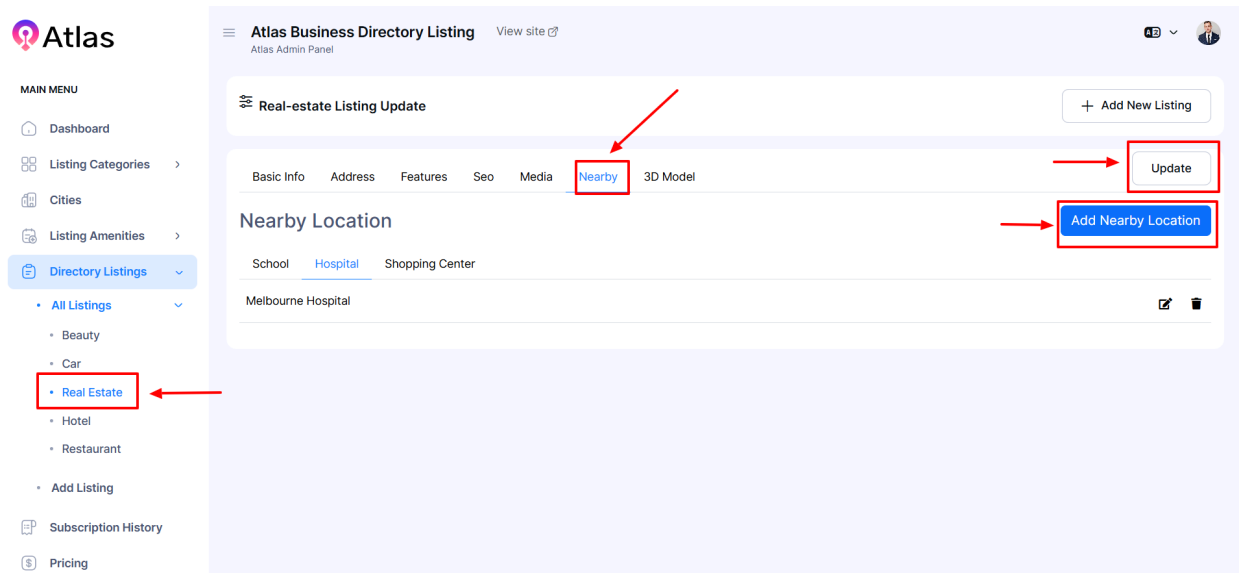 Atlas
MAIN MENU
Dashboard
Listing Categories
Cities
Listing Amenities
Directory Listings
All Listings
Beauty
Car
Real Estate
Hotel
Restaurant
Add Listing
Subscription History
Pricing
Atlas Business Directory Listing View site
Atlas Admin Panel
Real-estate Listing Update
+ Add New Listing
Basic Info Address Features Seo Media Nearby 3D Model
Update
Nearby Location
Add Nearby Location
School Hospital Shopping Center
Melbourne Hospital